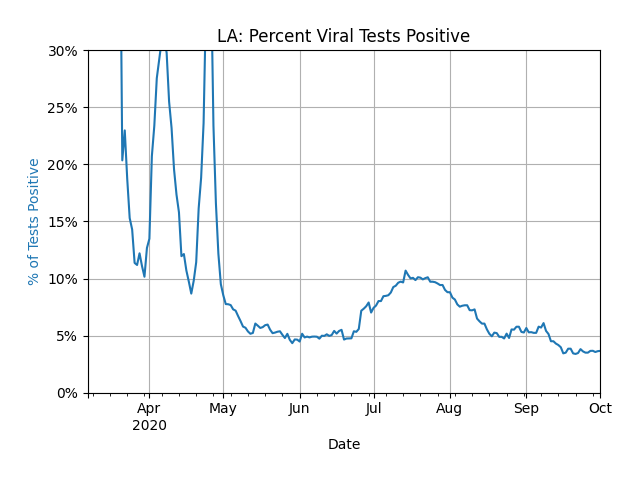 LA: Percent Viral Tests Positive
% of Tests Positive
30%
25%
20%
15%
10%
5%
0%
Apr
2020
May
Jun
Jul
Aug
Sep
Oct
Date